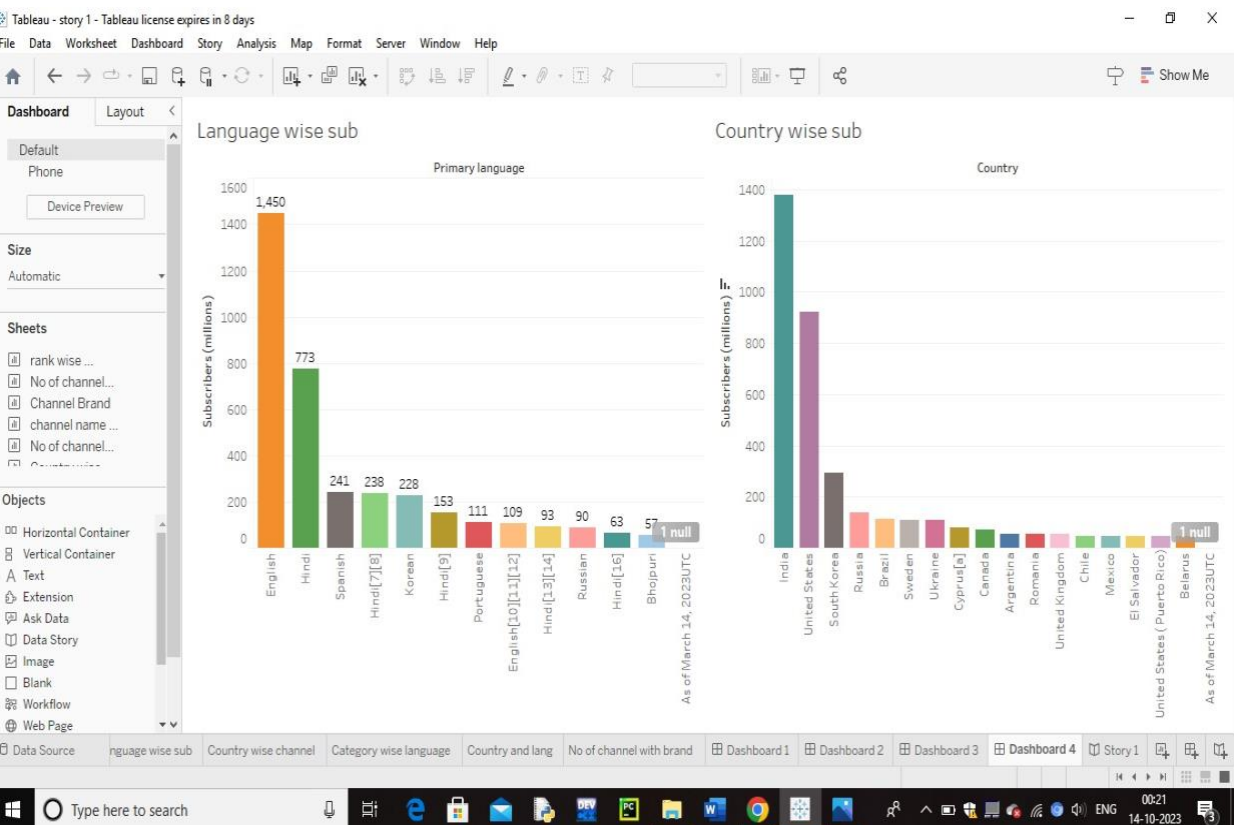 Tableau - story 1 - Tableau license expires in 8 days
File Data Worksheet Dashboard Story Analysis Map Format Server Window Help
Show Me
Dashboard Layout
Default
Phone
Device Preview
Size
Automatic
Sheets
rank wise ...
No of channel...
Channel Brand
channel name ...
No of channel...
Objects
Horizontal Container
Vertical Container
Text
Extension
Ask Data
Data Story
Image
Blank
Workflow
Web Page
Language wise sub
Primary language
Subscribers (millions)
1600
1400
1200
1000
800
600
400
200
0
1,450
773
241
238
228
153
111
109
93
90
63
57
1 null
English
Hindi
Spanish
Hindi[7][8]
Korean
Hindi[9]
Portuguese
English[10][11][12]
Hindi[13][14]
Russian
Hindi[16]
Bhojpuri
As of March 14, 2023UTC
Country wise sub
Country
Subscribers (millions)
1400
1200
1000
800
600
400
200
0
1 null
India
United States
South Korea
Russia
Brazil
Sweden
Ukraine
Cyprus[a]
Canada
Argentina
Romania
United Kingdom
Chile
Mexico
El Salvador
United States ( Puerto Rico)
Belarus
As of March 14, 2023UTC
Data Source nguage wise sub Country wise channel Category wise language Country and lang No of channel with brand Dashboard 1 Dashboard 2 Dashboard 3 Dashboard 4 Story 1
Type here to search
DEV
PC
W
ENG
00:21
14-10-2023
3